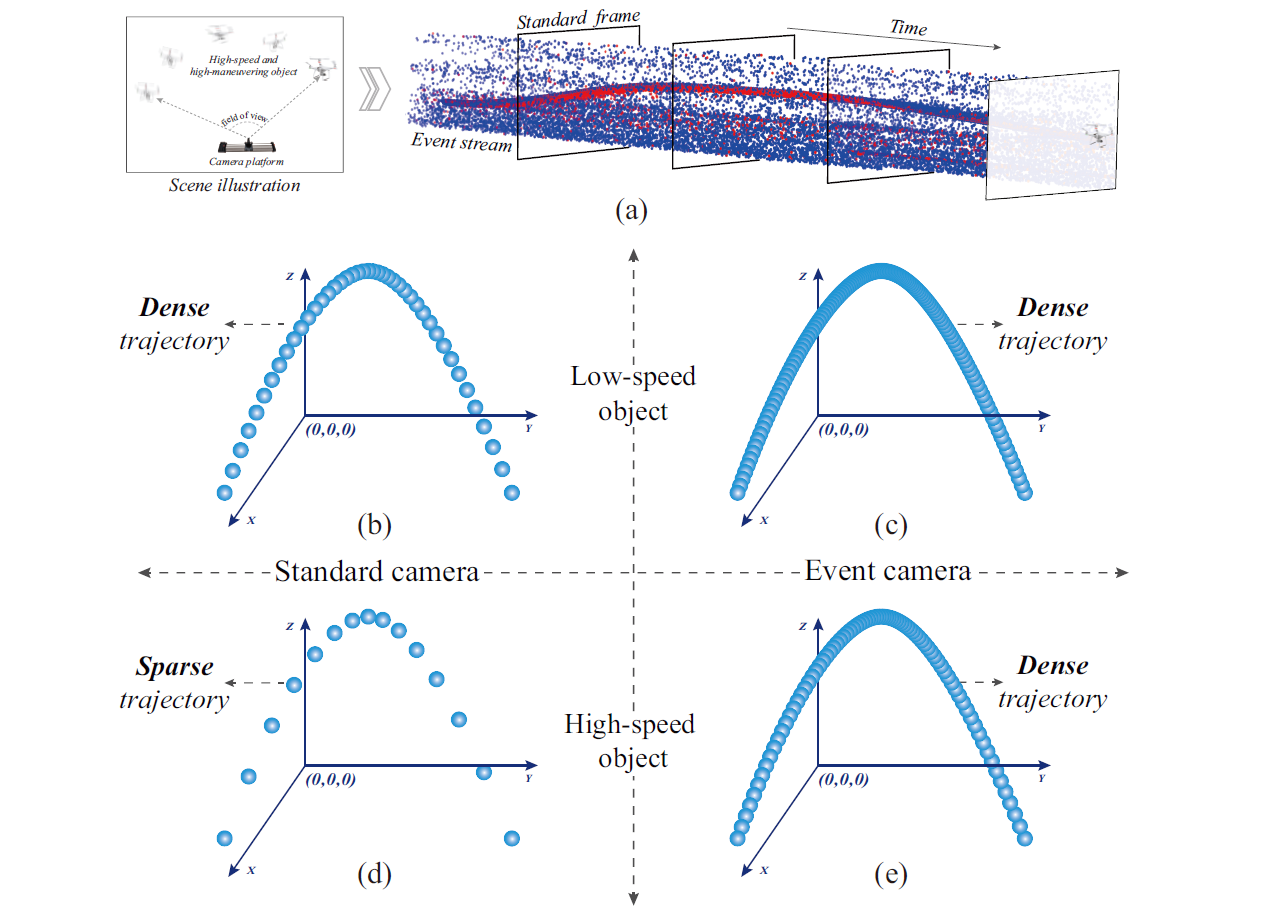 Standard frame
Time
High-speed and
high-maneuvering object
field of view
Camera platform
Event stream
Scene illustration
(a)
Z
Dense
trajectory
(0,0,0)
Y
X
(b)
Low-speed
object
Z
Dense
trajectory
(0,0,0)
Y
X
(c)
Standard camera
Event camera
Z
Sparse
trajectory
(0,0,0)
Y
X
(d)
High-speed
object
Z
Dense
trajectory
(0,0,0)
Y
X
(e)